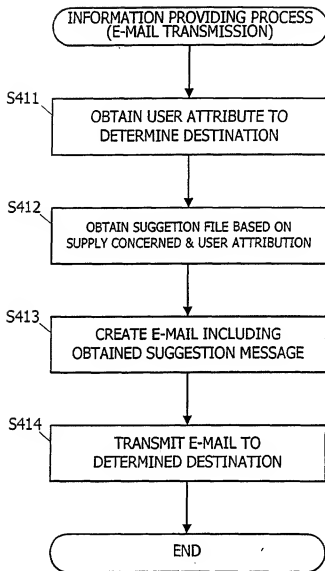 INFORMATION PROVIDING PROCESS
(E-MAIL TRANSMISSION)
S411
OBTAIN USER ATTRIBUTE TO
DETERMINE DESTINATION
S412
OBTAIN SUGGETION FILE BASED ON
SUPPLY CONCERNED & USER ATTRIBUTION
S413
CREATE E-MAIL INCLUDING
OBTAINED SUGGESTION MESSAGE
S414
TRANSMIT E-MAIL TO
DETERMINED DESTINATION
END